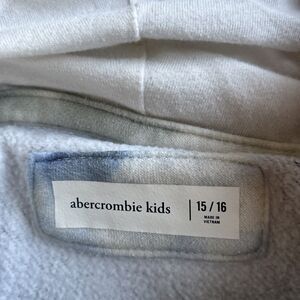 abercrombie kids | 15 / 16
MADE IN
VIETNAM